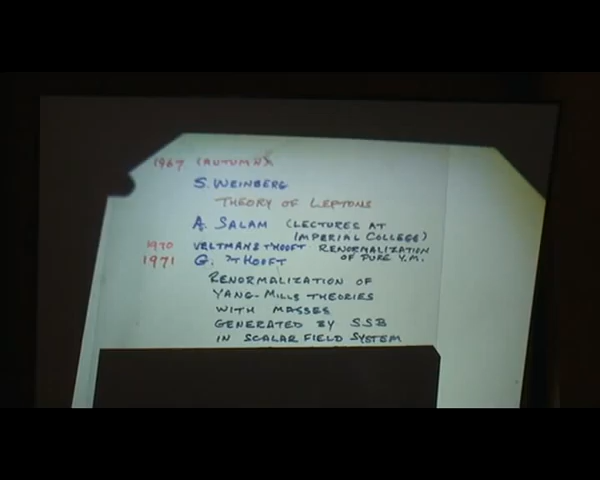 1967 (AUTUMN)
S. WEINBERG
THEORY OF LEPTONS
A. SALAM (LECTURES AT
IMPERIAL COLLEGE)
1970 VELTMAN & 'T HOOFT RENORMALIZATION
OF PURE Y.M.
1971 G. 'T HOOFT
RENORMALIZATION OF
YANG-MILLS THEORIES
WITH MASSES
GENERATED BY SSB
IN SCALAR FIELD SYSTEM